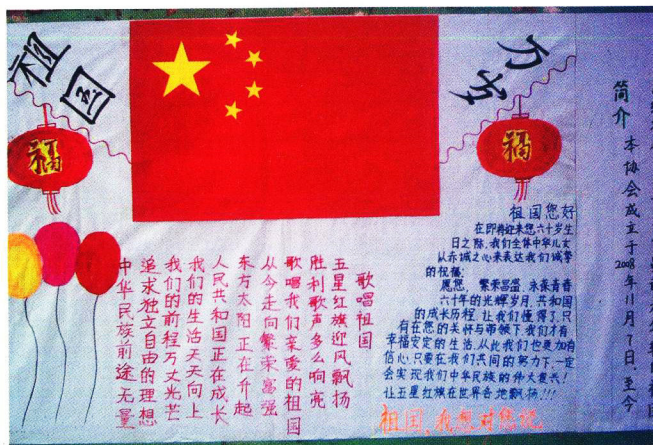 祖国
万岁
福
福
歌唱祖国
五星红旗迎风飘扬
胜利歌声多么响亮
歌唱我们亲爱的祖国
从今走向繁荣富强
东方太阳正在升起
人民共和国正在成长
我们的生活天天向上
我们的前程万丈光芒
追求独立自由的理想
中华民族前途无量
祖国您好
在即将迎来您六十岁生
日之际,我们全体中华儿女
从赤城之心来表达我们诚挚
的祝福:
愿您,繁荣昌盛,永葆青春
六十年的光辉岁月,共和国
的成长历程,让我们懂得了,只
有在您的关怀与带领下,我们才有
幸福安定的生活,从此我们也更加有
信心,只要在我们共同的努力下,一定
会实现我们中华民族的伟大复兴!
让五星红旗在世界各地飘扬!!!
祖国,我想对您说
简介
本协会成立于2008年11月7日,至今